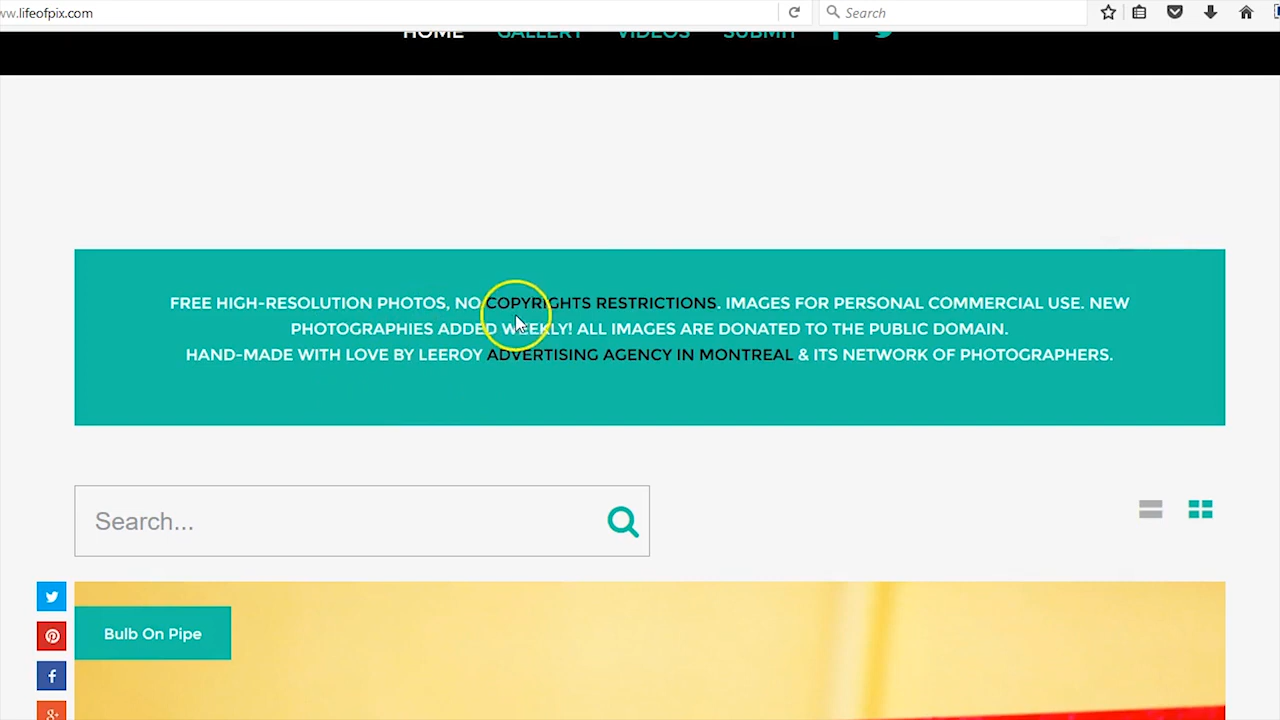 www.lifeofpix.com
Search
HOME GALLERY VIDEOS SUBMIT
FREE HIGH-RESOLUTION PHOTOS, NO COPYRIGHTS RESTRICTIONS. IMAGES FOR PERSONAL COMMERCIAL USE. NEW
PHOTOGRAPHIES ADDED WEEKLY! ALL IMAGES ARE DONATED TO THE PUBLIC DOMAIN.
HAND-MADE WITH LOVE BY LEEROY ADVERTISING AGENCY IN MONTREAL & ITS NETWORK OF PHOTOGRAPHERS.
Search...
Bulb On Pipe